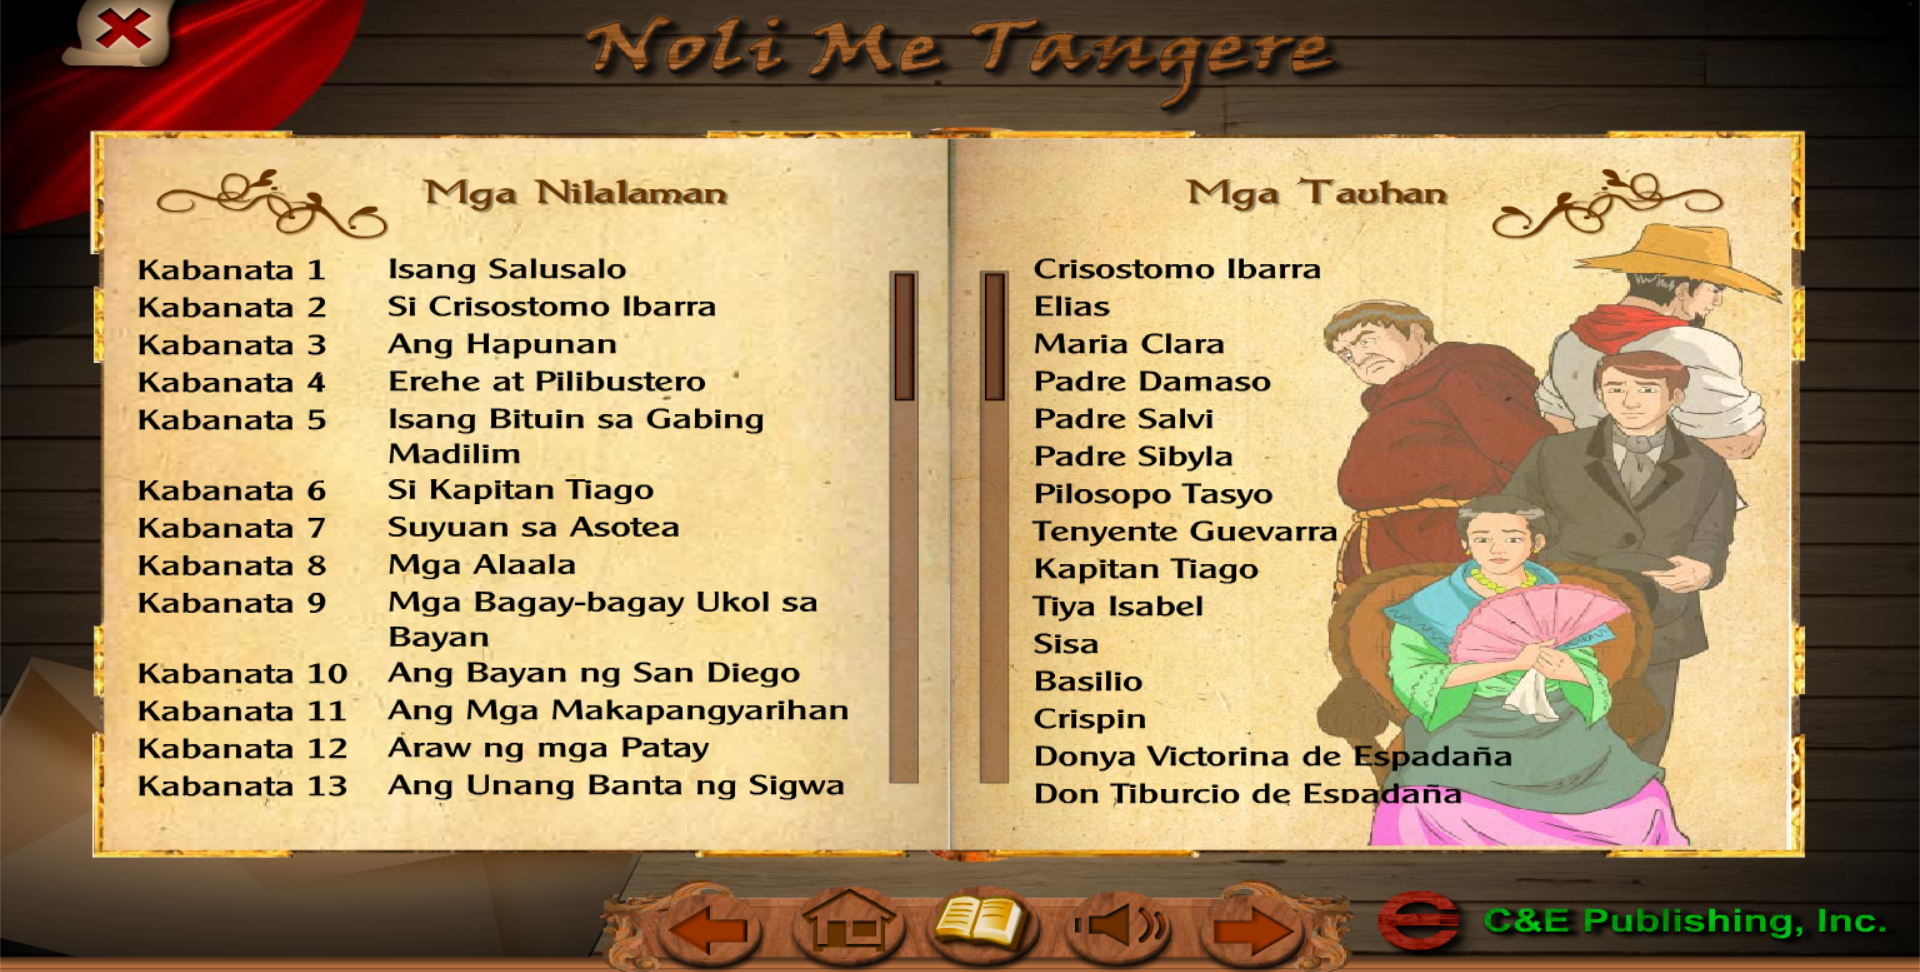 Noli Me Tangere
Mga Nilalaman
Kabanata 1 Isang Salusalo
Kabanata 2 Si Crisostomo Ibarra
Kabanata 3 Ang Hapunan
Kabanata 4 Erehe at Pilibustero
Kabanata 5 Isang Bituin sa Gabing
Madilim
Kabanata 6 Si Kapitan Tiago
Kabanata 7 Suyuan sa Asotea
Kabanata 8 Mga Alaala
Kabanata 9 Mga Bagay-bagay Ukol sa
Bayan
Kabanata 10 Ang Bayan ng San Diego
Kabanata 11 Ang Mga Makapangyarihan
Kabanata 12 Araw ng mga Patay
Kabanata 13 Ang Unang Banta ng Sigwa
Mga Tauhan
Crisostomo Ibarra
Elias
Maria Clara
Padre Damaso
Padre Salvi
Padre Sibyla
Pilosopo Tasyo
Tenyente Guevarra
Kapitan Tiago
Tiya Isabel
Sisa
Basilio
Crispin
Donya Victorina de Espadaña
Don Tiburcio de Espadaña
C&E Publishing, Inc.